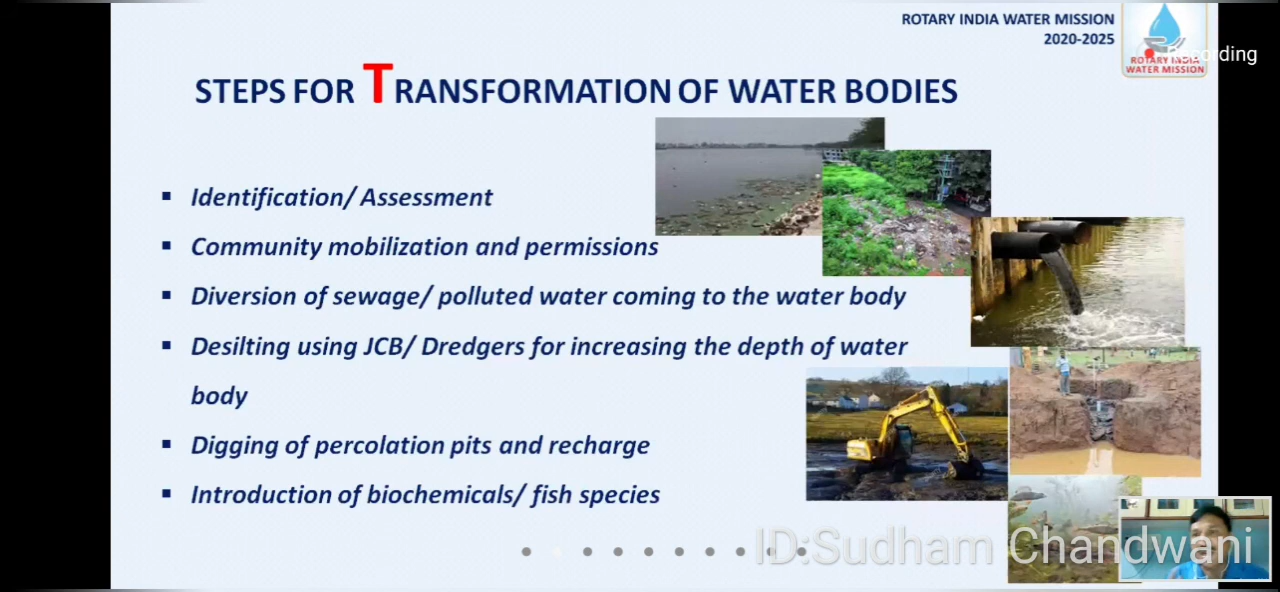 ROTARY INDIA WATER MISSION
2020-2025
Recording
ROTARY INDIA
WATER MISSION
STEPS FOR TRANSFORMATION OF WATER BODIES
▪ Identification/ Assessment
▪ Community mobilization and permissions
▪ Diversion of sewage/ polluted water coming to the water body
▪ Desilting using JCB/ Dredgers for increasing the depth of water
body
▪ Digging of percolation pits and recharge
▪ Introduction of biochemicals/ fish species
ID:Sudham Chandwani